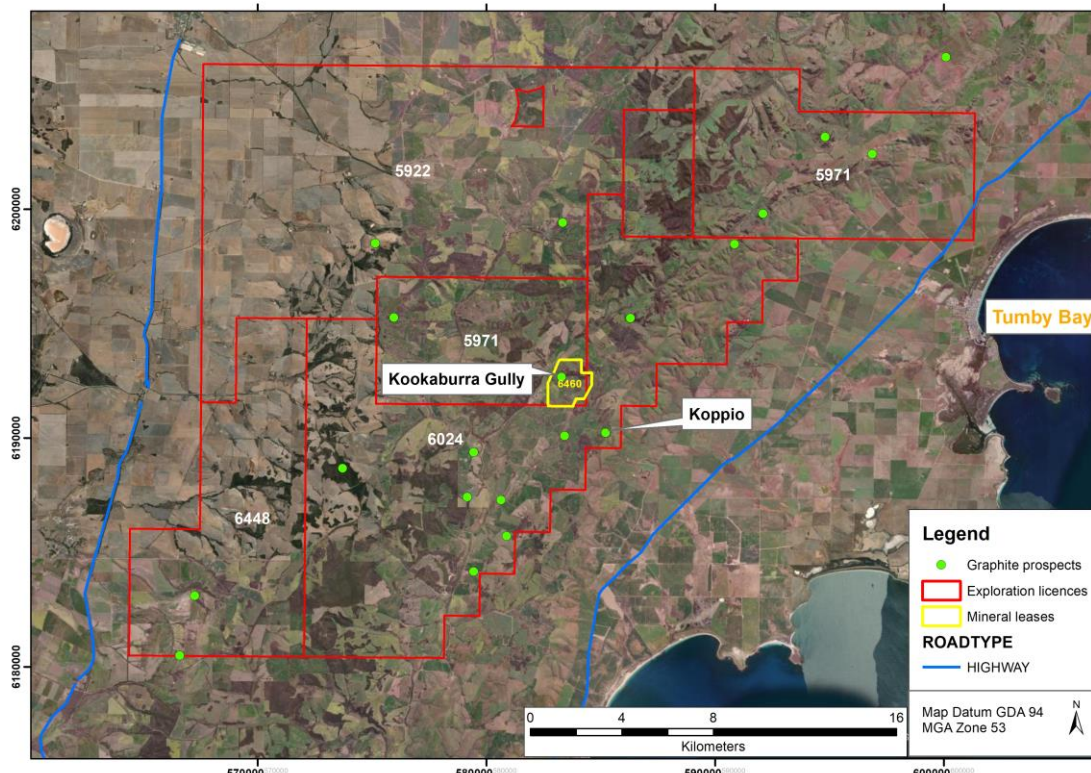 5922
5971
6200000
Tumby Bay
5971
Kookaburra Gully
6460
Koppio
6190000
6024
6448
Legend
Graphite prospects
Exploration licences
Mineral leases
ROADTYPE
HIGHWAY
6180000
0 4 8 16
Kilometers
Map Datum GDA 94
MGA Zone 53
N
570000
580000
590000
600000